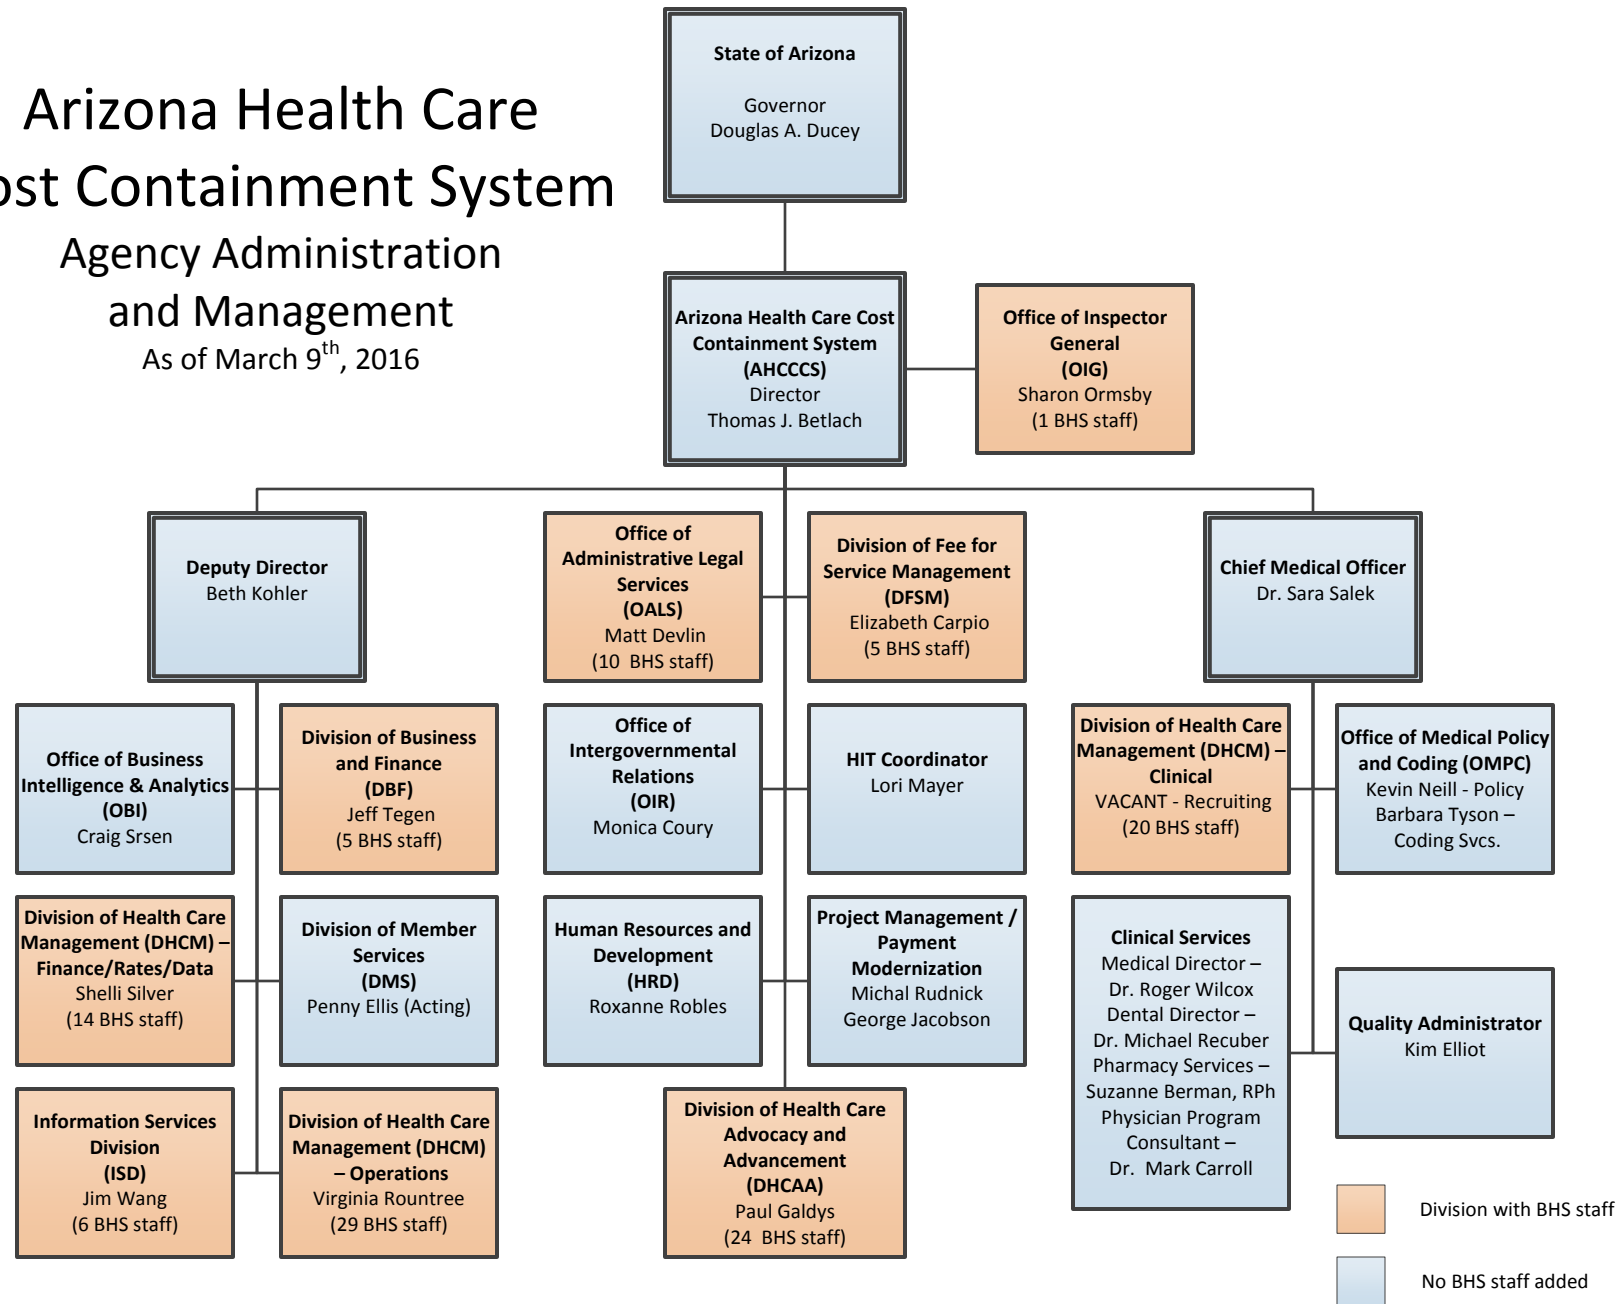 Arizona Health Care
ost Containment System
Agency Administration
and Management
As of March 9th, 2016
State of Arizona
Governor
Douglas A. Ducey
Arizona Health Care Cost
Containment System
(AHCCCS)
Director
Thomas J. Betlach
Office of Inspector
General
(OIG)
Sharon Ormsby
(1 BHS staff)
Deputy Director
Beth Kohler
Office of
Administrative Legal
Services
(OALS)
Matt Devlin
(10 BHS staff)
Division of Fee for
Service Management
(DFSM)
Elizabeth Carpio
(5 BHS staff)
Chief Medical Officer
Dr. Sara Salek
Office of Business
Intelligence & Analytics
(OBI)
Craig Srsen
Division of Business
and Finance
(DBF)
Jeff Tegen
(5 BHS staff)
Office of
Intergovernmental
Relations
(OIR)
Monica Coury
HIT Coordinator
Lori Mayer
Division of Health Care
Management (DHCM) –
Clinical
VACANT - Recruiting
(20 BHS staff)
Office of Medical Policy
and Coding (OMPC)
Kevin Neill - Policy
Barbara Tyson –
Coding Svcs.
Division of Health Care
Management (DHCM) –
Finance/Rates/Data
Shelli Silver
(14 BHS staff)
Division of Member
Services
(DMS)
Penny Ellis (Acting)
Human Resources and
Development
(HRD)
Roxanne Robles
Project Management /
Payment
Modernization
Michal Rudnick
George Jacobson
Clinical Services
Medical Director –
Dr. Roger Wilcox
Dental Director –
Dr. Michael Recuber
Pharmacy Services –
Suzanne Berman, RPh
Physician Program
Consultant –
Dr. Mark Carroll
Quality Administrator
Kim Elliot
Information Services
Division
(ISD)
Jim Wang
(6 BHS staff)
Division of Health Care
Management (DHCM)
– Operations
Virginia Rountree
(29 BHS staff)
Division of Health Care
Advocacy and
Advancement
(DHCAA)
Paul Galdys
(24 BHS staff)
Division with BHS staff
No BHS staff added